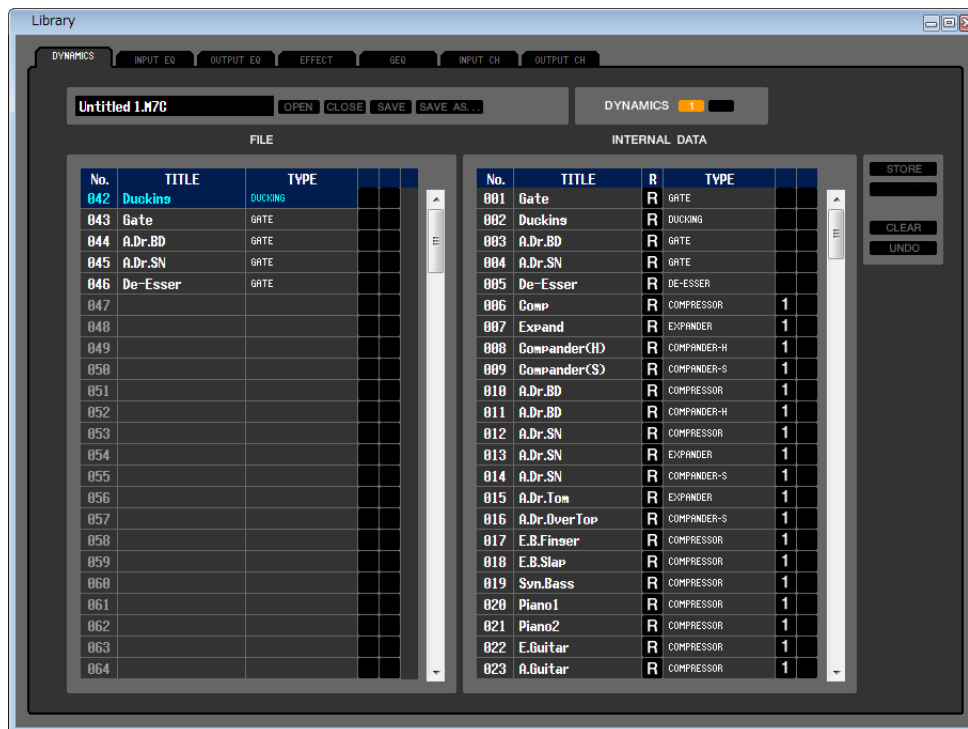 Library
DYNAMICS INPUT EQ OUTPUT EQ EFFECT GEQ INPUT CH OUTPUT CH
Untitled 1.M7C OPEN CLOSE SAVE SAVE AS... DYNAMICS 1
FILE INTERNAL DATA
No. TITLE TYPE
042 Ducking DUCKING
043 Gate GATE
044 A.Dr.BD GATE
045 A.Dr.SN GATE
046 De-Esser GATE
047
048
049
050
051
052
053
054
055
056
057
058
059
060
061
062
063
064
No. TITLE R TYPE
001 Gate R GATE
002 Ducking R DUCKING
003 A.Dr.BD R GATE
004 A.Dr.SN R GATE
005 De-Esser R DE-ESSER
006 Comp R COMPRESSOR 1
007 Expand R EXPANDER 1
008 Compander(H) R COMPANDER-H 1
009 Compander(S) R COMPANDER-S 1
010 A.Dr.BD R COMPRESSOR 1
011 A.Dr.BD R COMPANDER-H 1
012 A.Dr.SN R COMPRESSOR 1
013 A.Dr.SN R EXPANDER 1
014 A.Dr.SN R COMPANDER-S 1
015 A.Dr.Tom R EXPANDER 1
016 A.Dr.OverTop R COMPANDER-S 1
017 E.B.Finger R COMPRESSOR 1
018 E.B.Slap R COMPRESSOR 1
019 Syn.Bass R COMPRESSOR 1
020 Piano1 R COMPRESSOR 1
021 Piano2 R COMPRESSOR 1
022 E.Guitar R COMPRESSOR 1
023 A.Guitar R COMPRESSOR 1
STORE
CLEAR
UNDO